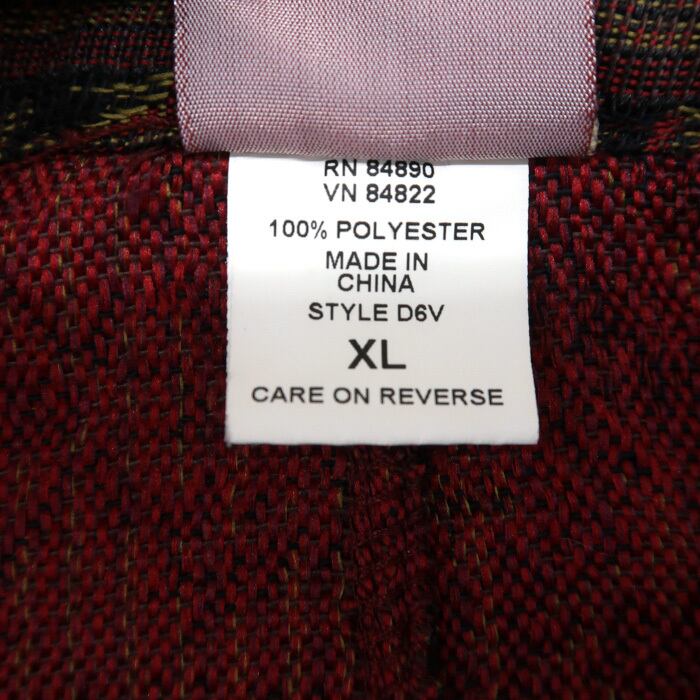 RN 84890
VN 84822
100% POLYESTER
MADE IN
CHINA
STYLE D6V
XL
CARE ON REVERSE